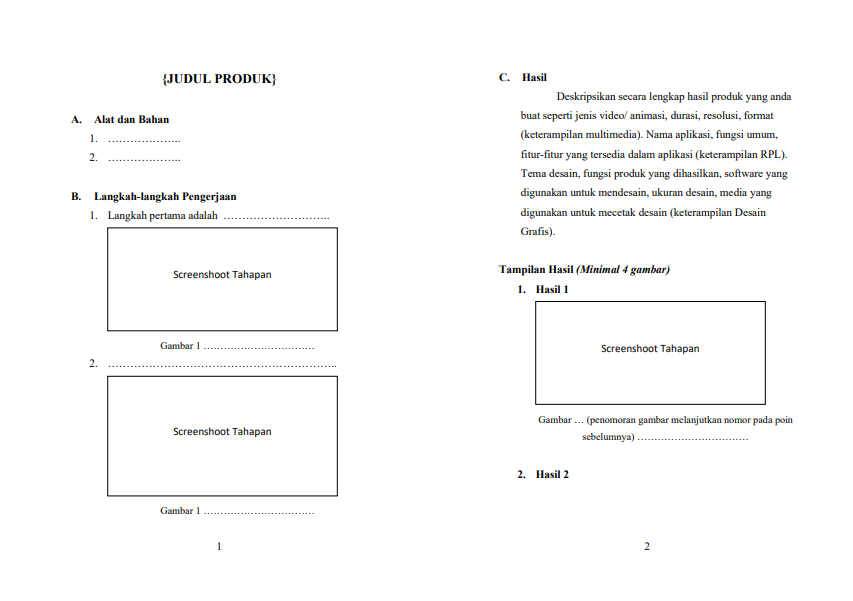 {JUDUL PRODUK}
A. Alat dan Bahan
1. ………………..
2. ………………..
B. Langkah-langkah Pengerjaan
1. Langkah pertama adalah ………………………..
Screenshoot Tahapan
Gambar 1 ……………………………
2. ……………………………………………………..
Screenshoot Tahapan
Gambar 1 ……………………………
1
C. Hasil
Deskripsikan secara lengkap hasil produk yang anda
buat seperti jenis video/ animasi, durasi, resolusi, format
(keterampilan multimedia). Nama aplikasi, fungsi umum,
fitur-fitur yang tersedia dalam aplikasi (keterampilan RPL).
Tema desain, fungsi produk yang dihasilkan, software yang
digunakan untuk mendesain, ukuran desain, media yang
digunakan untuk mecetak desain (keterampilan Desain
Grafis).
Tampilan Hasil (Minimal 4 gambar)
1. Hasil 1
Screenshoot Tahapan
Gambar … (penomoran gambar melanjutkan nomor pada poin
sebelumnya) ……………………………
2. Hasil 2
2